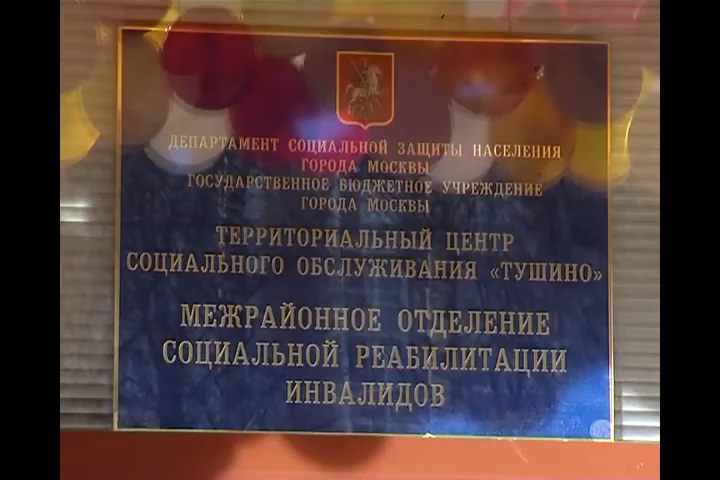 ДЕПАРТАМЕНТ СОЦИАЛЬНОЙ ЗАЩИТЫ НАСЕЛЕНИЯ
ГОРОДА МОСКВЫ
ГОСУДАРСТВЕННОЕ БЮДЖЕТНОЕ УЧРЕЖДЕНИЕ
ГОРОДА МОСКВЫ
ТЕРРИТОРИАЛЬНЫЙ ЦЕНТР
СОЦИАЛЬНОГО ОБСЛУЖИВАНИЯ «ТУШИНО»
МЕЖРАЙОННОЕ ОТДЕЛЕНИЕ
СОЦИАЛЬНОЙ РЕАБИЛИТАЦИИ
ИНВАЛИДОВ